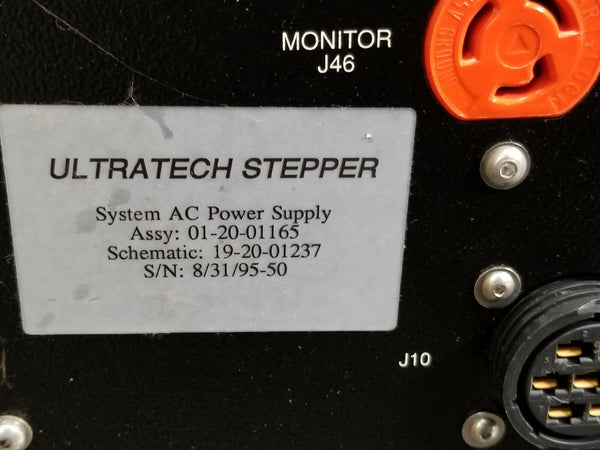 MONITOR
J46
ULTRATECH STEPPER
System AC Power Supply
Assy: 01-20-01165
Schematic: 19-20-01237
S/N: 8/31/95-50
J10